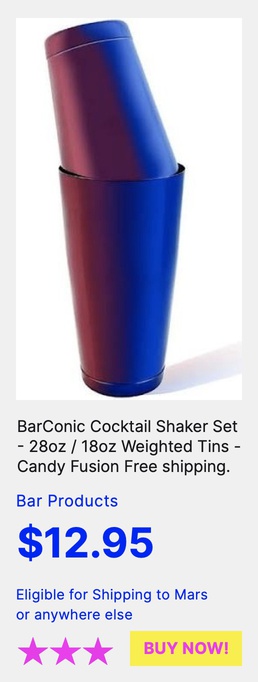 BarConic Cocktail Shaker Set
- 28oz / 18oz Weighted Tins -
Candy Fusion Free shipping.
Bar Products
$12.95
Eligible for Shipping to Mars
or anywhere else
BUY NOW!